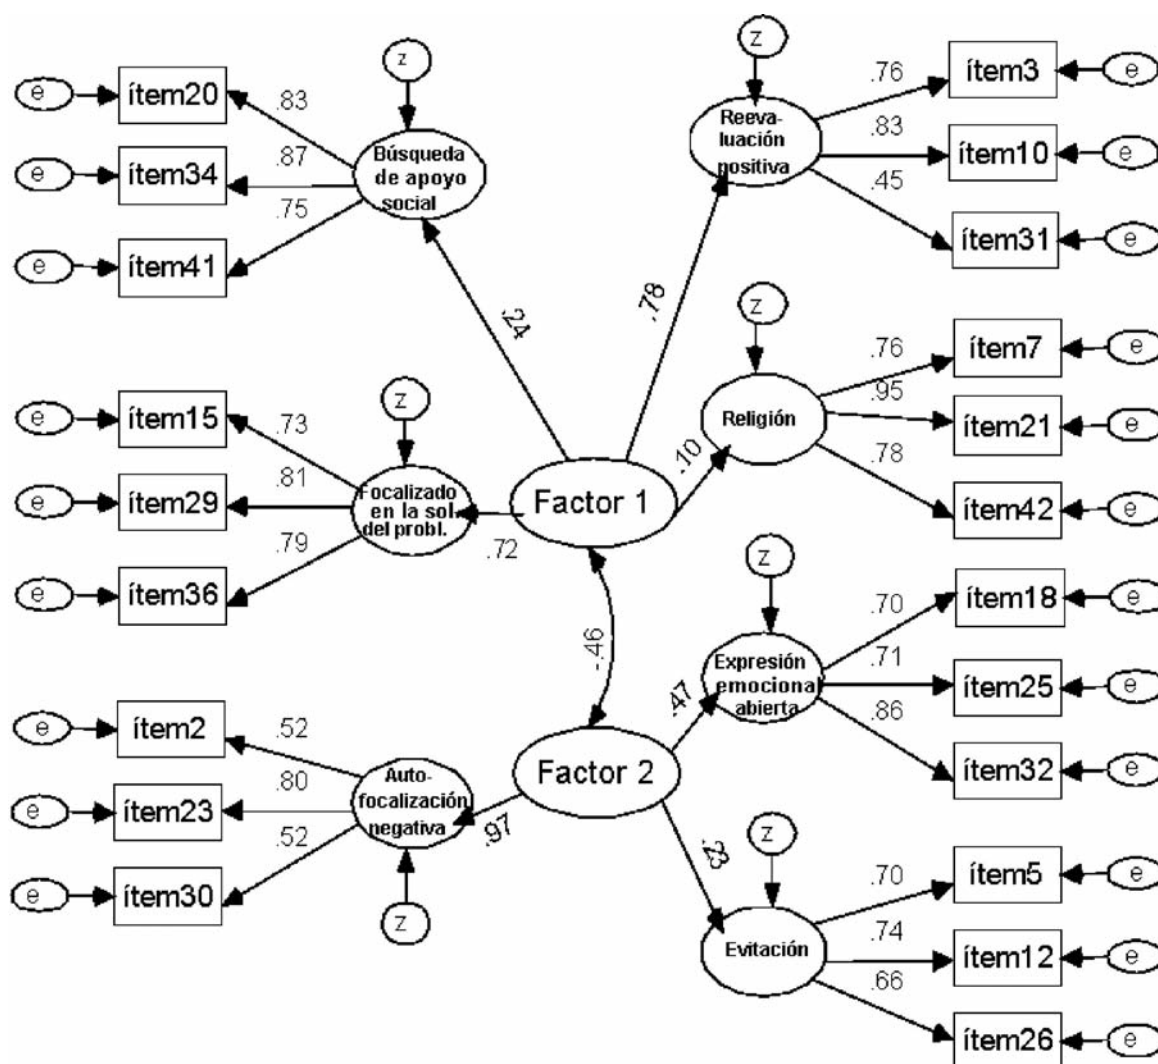 z
e
ítem20
.83
Búsqueda
de apoyo
social
e
ítem34
.87
e
ítem41
.75
z
Reeva-
luación
positiva
.76
ítem3
e
.83
ítem10
e
.45
ítem31
e
.24
.78
z
Religión
.76
ítem7
e
.95
ítem21
e
.78
ítem42
e
.10
z
e
ítem15
.73
Focalizado
en la sol.
del probl.
e
ítem29
.81
e
ítem36
.79
.72
Factor 1
-.46
z
Expresión
emocional
abierta
.70
ítem18
e
.71
ítem25
e
.86
ítem32
e
.47
Factor 2
.97
e
ítem2
.52
Auto-
focalización
negativa
e
ítem23
.80
e
ítem30
.52
z
.23
z
Evitación
.70
ítem5
e
.74
ítem12
e
.66
ítem26
e